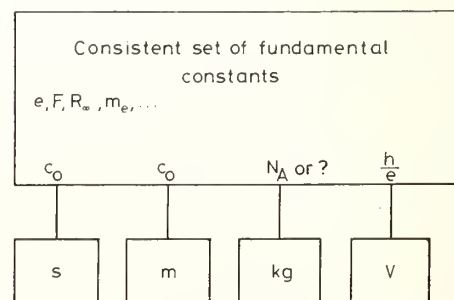 Consistent set of fundamental
constants
e, F, R∞, mₑ, ...
c₀ c₀ N_A or ? h/e
s m kg V